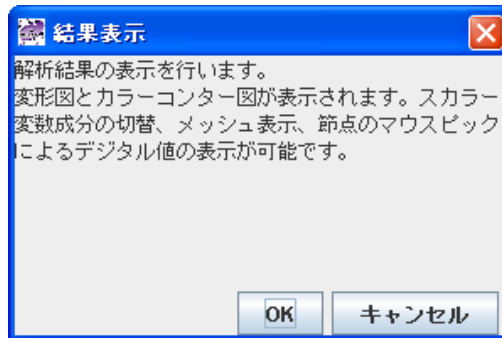 結果表示
解析結果の表示を行います。
変形図とカラーコンター図が表示されます。スカラー
変数成分の切替、メッシュ表示、節点のマウスピック
によるデジタル値の表示が可能です。
OK
キャンセル